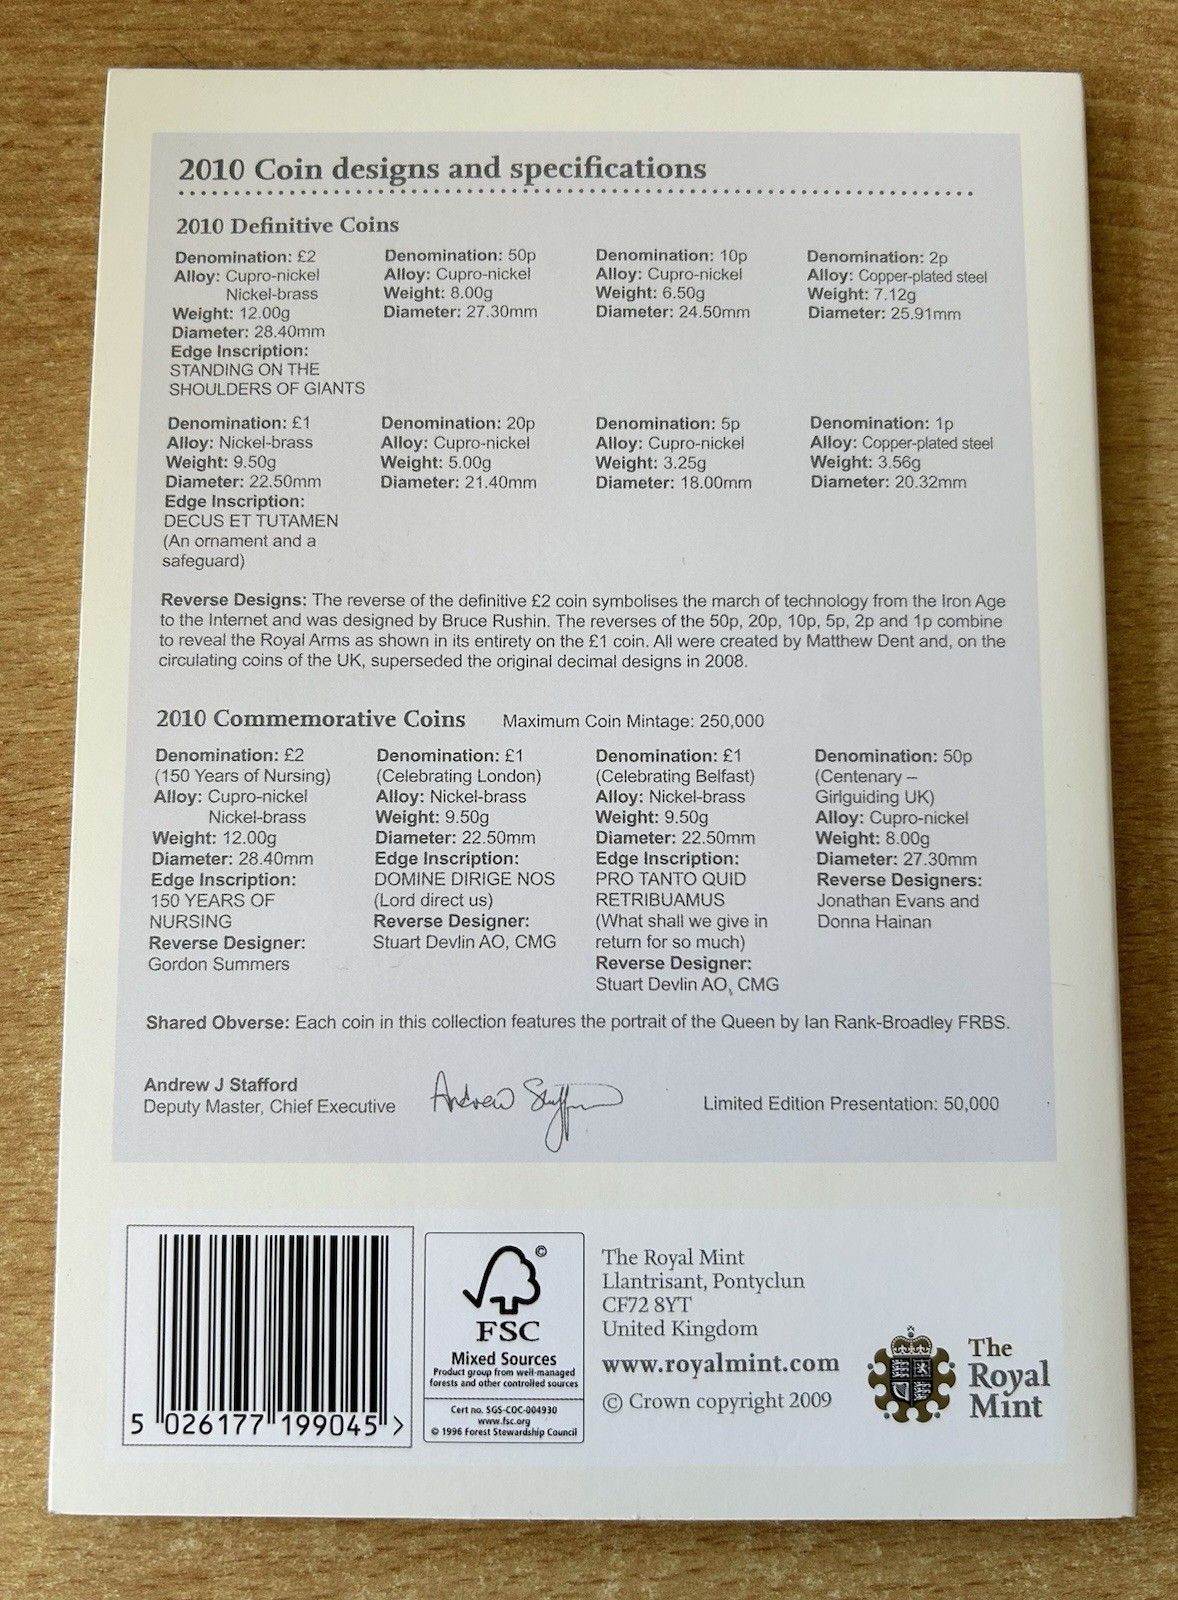 2010 Coin designs and specifications
2010 Definitive Coins
Denomination: £2
Alloy: Cupro-nickel
Nickel-brass
Weight: 12.00g
Diameter: 28.40mm
Edge Inscription:
STANDING ON THE
SHOULDERS OF GIANTS
Denomination: 50p
Alloy: Cupro-nickel
Weight: 8.00g
Diameter: 27.30mm
Denomination: 10p
Alloy: Cupro-nickel
Weight: 6.50g
Diameter: 24.50mm
Denomination: 2p
Alloy: Copper-plated steel
Weight: 7.12g
Diameter: 25.91mm
Denomination: £1
Alloy: Nickel-brass
Weight: 9.50g
Diameter: 22.50mm
Edge Inscription:
DECUS ET TUTAMEN
(An ornament and a
safeguard)
Denomination: 20p
Alloy: Cupro-nickel
Weight: 5.00g
Diameter: 21.40mm
Denomination: 5p
Alloy: Cupro-nickel
Weight: 3.25g
Diameter: 18.00mm
Denomination: 1p
Alloy: Copper-plated steel
Weight: 3.56g
Diameter: 20.32mm
Reverse Designs: The reverse of the definitive £2 coin symbolises the march of technology from the Iron Age
to the Internet and was designed by Bruce Rushin. The reverses of the 50p, 20p, 10p, 5p, 2p and 1p combine
to reveal the Royal Arms as shown in its entirety on the £1 coin. All were created by Matthew Dent and, on the
circulating coins of the UK, superseded the original decimal designs in 2008.
2010 Commemorative Coins Maximum Coin Mintage: 250,000
Denomination: £2
(150 Years of Nursing)
Alloy: Cupro-nickel
Nickel-brass
Weight: 12.00g
Diameter: 28.40mm
Edge Inscription:
150 YEARS OF
NURSING
Reverse Designer:
Gordon Summers
Denomination: £1
(Celebrating London)
Alloy: Nickel-brass
Weight: 9.50g
Diameter: 22.50mm
Edge Inscription:
DOMINE DIRIGE NOS
(Lord direct us)
Reverse Designer:
Stuart Devlin AO, CMG
Denomination: £1
(Celebrating Belfast)
Alloy: Nickel-brass
Weight: 9.50g
Diameter: 22.50mm
Edge Inscription:
PRO TANTO QUID
RETRIBUAMUS
(What shall we give in
return for so much)
Reverse Designer:
Stuart Devlin AO, CMG
Denomination: 50p
(Centenary –
Girlguiding UK)
Alloy: Cupro-nickel
Weight: 8.00g
Diameter: 27.30mm
Reverse Designers:
Jonathan Evans and
Donna Hainan
Shared Obverse: Each coin in this collection features the portrait of the Queen by Ian Rank-Broadley FRBS.
Andrew J Stafford
Deputy Master, Chief Executive
Andrew Stafford
Limited Edition Presentation: 50,000
5 026177 199045 >
©
FSC
Mixed Sources
Product group from well-managed
forests and other controlled sources
Cert no. SGS-COC-004930
www.fsc.org
© 1996 Forest Stewardship Council
The Royal Mint
Llantrisant, Pontyclun
CF72 8YT
United Kingdom
www.royalmint.com
© Crown copyright 2009
The
Royal
Mint